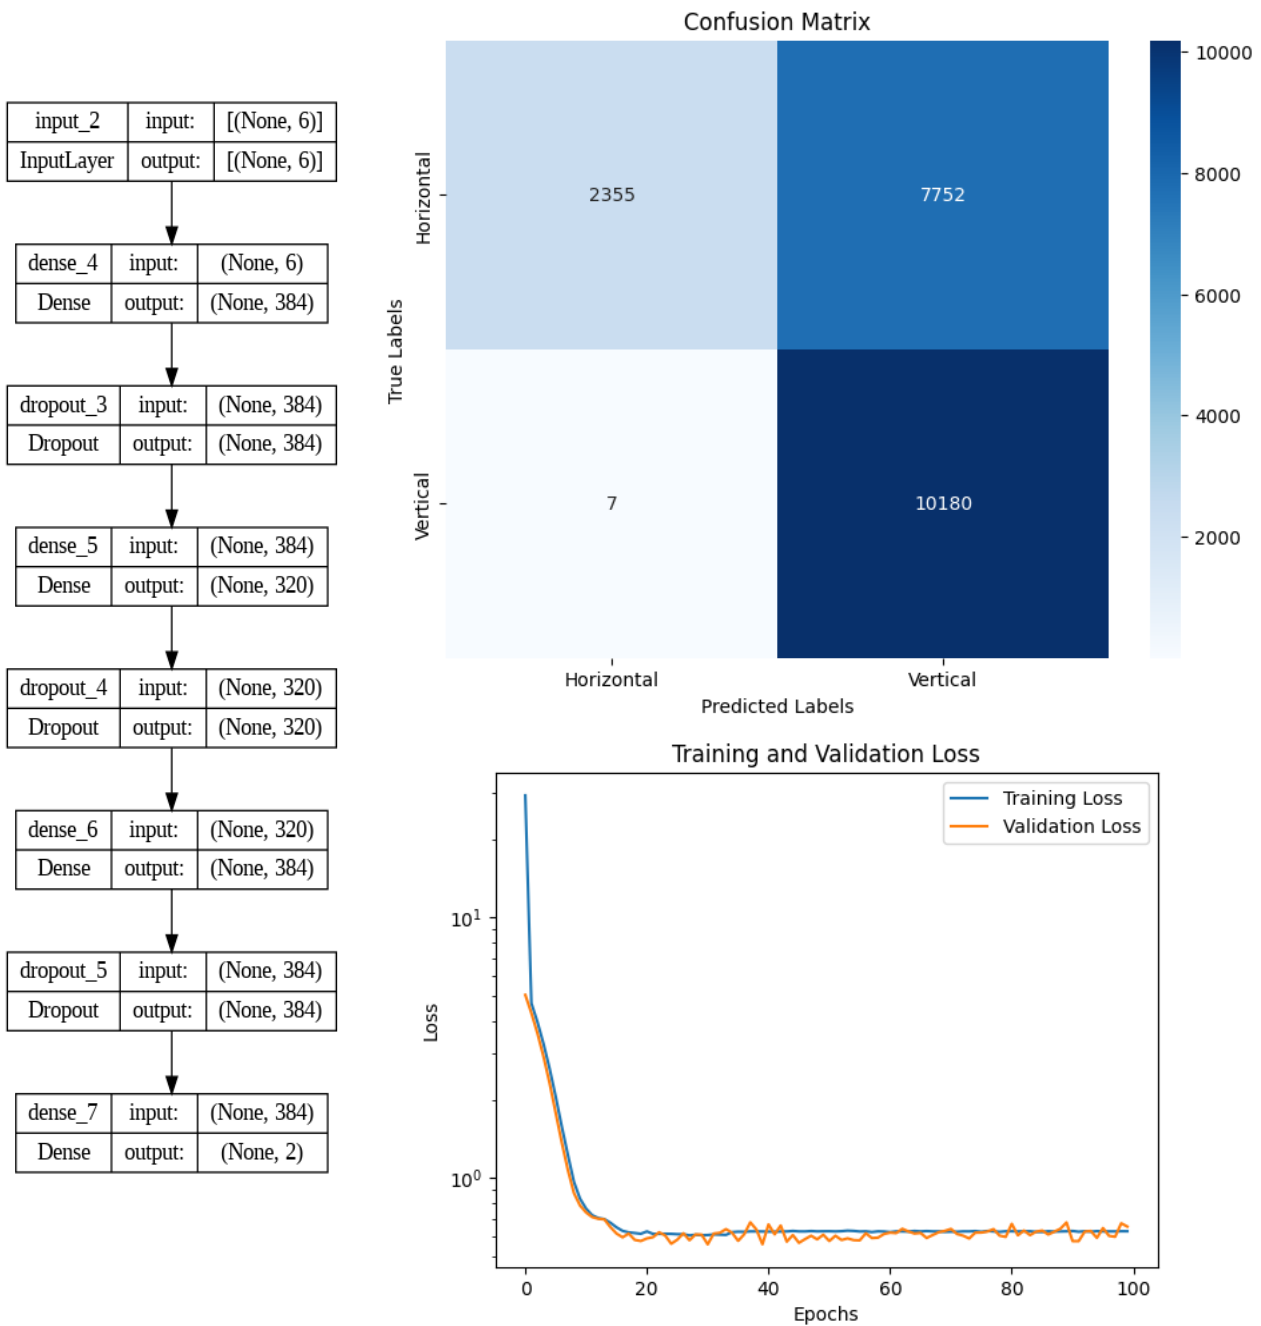 input_2 input: [(None, 6)]
InputLayer output: [(None, 6)]
dense_4 input: (None, 6)
Dense output: (None, 384)
dropout_3 input: (None, 384)
Dropout output: (None, 384)
dense_5 input: (None, 384)
Dense output: (None, 320)
dropout_4 input: (None, 320)
Dropout output: (None, 320)
dense_6 input: (None, 320)
Dense output: (None, 384)
dropout_5 input: (None, 384)
Dropout output: (None, 384)
dense_7 input: (None, 384)
Dense output: (None, 2)
Confusion Matrix
True Labels
Horizontal
2355 7752
Vertical
7 10180
Horizontal Vertical
Predicted Labels
10000
8000
6000
4000
2000
Training and Validation Loss
Training Loss
Validation Loss
Loss
10¹
10⁰
0 20 40 60 80 100
Epochs